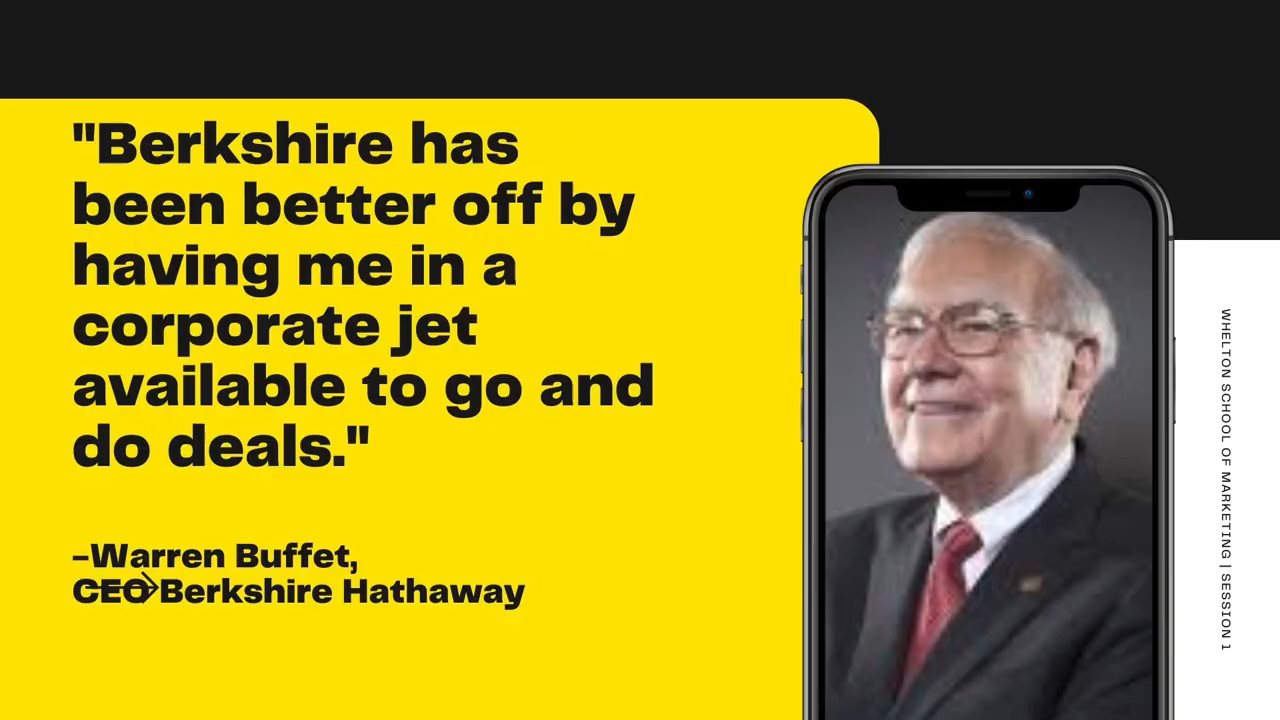 "Berkshire has
been better off by
having me in a
corporate jet
available to go and
do deals."
–Warren Buffet,
CEO Berkshire Hathaway
WHELTON SCHOOL OF MARKETING | SESSION 1